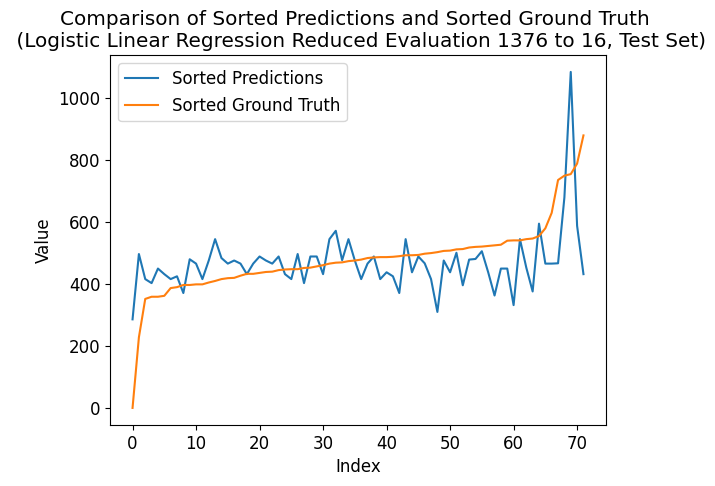 Comparison of Sorted Predictions and Sorted Ground Truth
(Logistic Linear Regression Reduced Evaluation 1376 to 16, Test Set)
Sorted Predictions
Sorted Ground Truth
1000
800
600
400
200
0
Value
0 10 20 30 40 50 60 70
Index